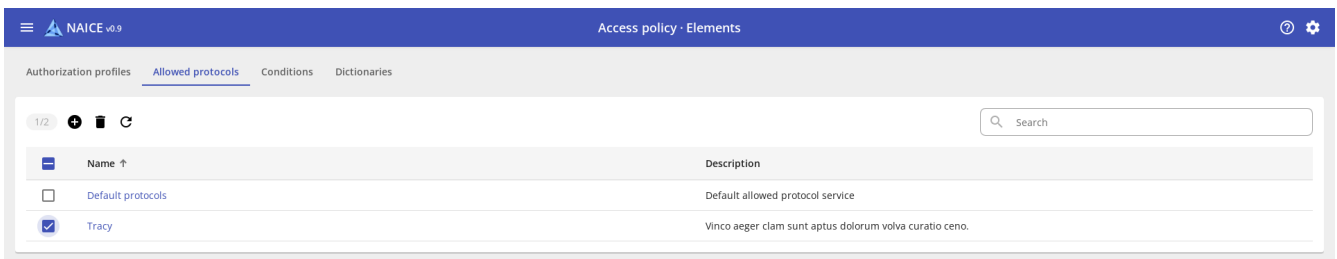 NAICE v0.9
Access policy · Elements
Authorization profiles Allowed protocols Conditions Dictionaries
1/2
Search
Name ↑ Description
Default protocols Default allowed protocol service
Tracy Vinco aeger clam sunt aptus dolorum volva curatio ceno.